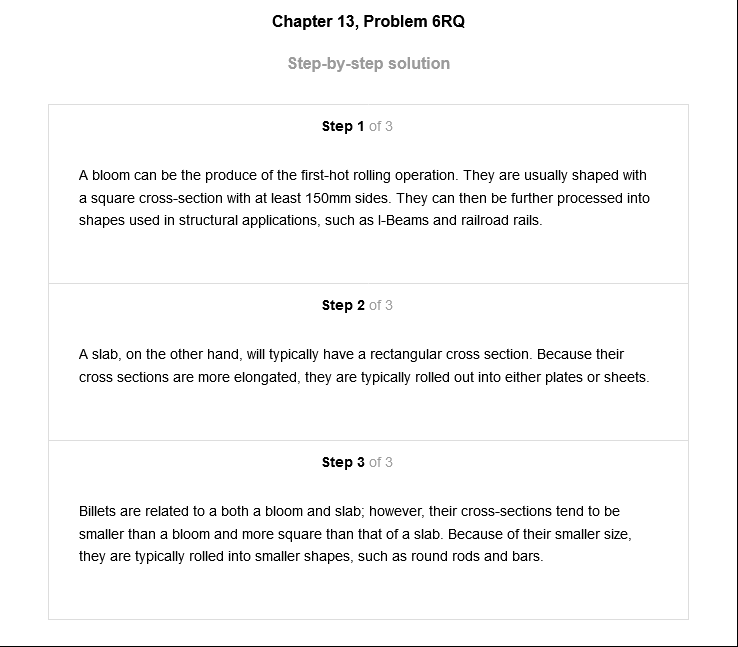 Chapter 13, Problem 6RQ
Step-by-step solution
Step 1 of 3
A bloom can be the produce of the first-hot rolling operation. They are usually shaped with
a square cross-section with at least 150mm sides. They can then be further processed into
shapes used in structural applications, such as I-Beams and railroad rails.
Step 2 of 3
A slab, on the other hand, will typically have a rectangular cross section. Because their
cross sections are more elongated, they are typically rolled out into either plates or sheets.
Step 3 of 3
Billets are related to a both a bloom and slab; however, their cross-sections tend to be
smaller than a bloom and more square than that of a slab. Because of their smaller size,
they are typically rolled into smaller shapes, such as round rods and bars.